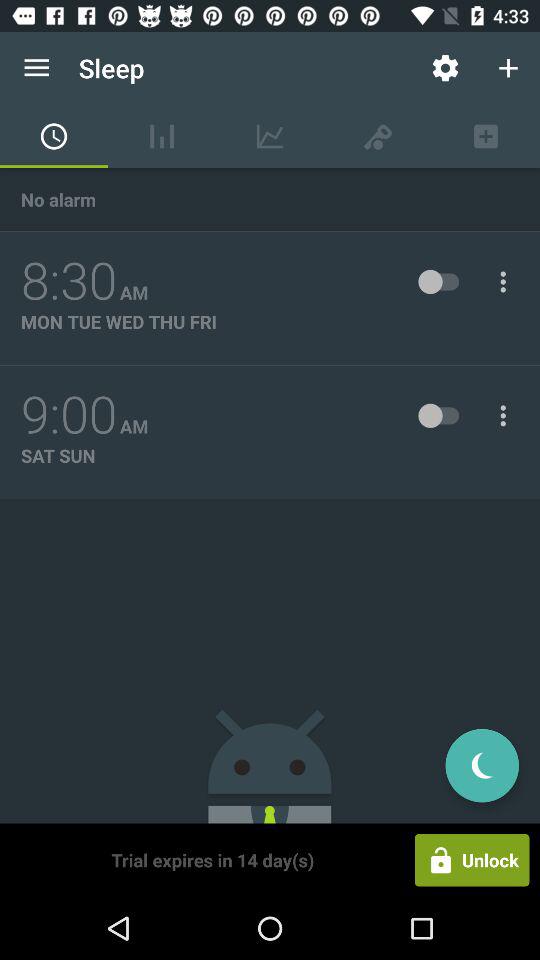 4:33
Sleep
No alarm
8:30 AM
MON TUE WED THU FRI
9:00 AM
SAT SUN
Trial expires in 14 day(s)
Unlock